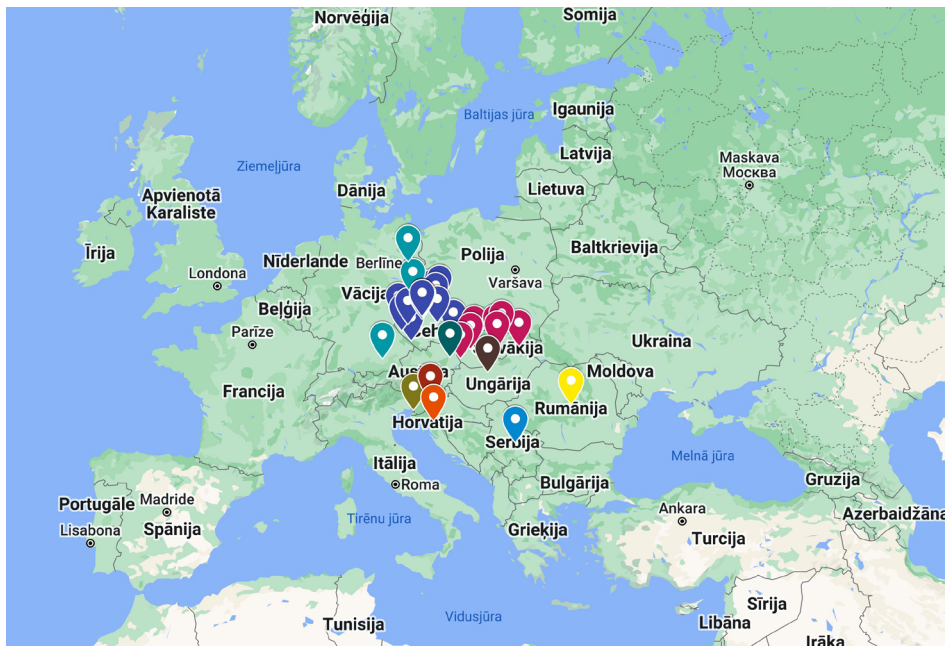 Norvēģija
Somija
Baltijas jūra
Igaunija
Latvija
Ziemeļjūra
Maskava
Москва
Dānija
Lietuva
Apvienotā
Karaliste
Īrija
Nīderlande
Berlīne
Polija
Baltkrievija
Londona
Varšava
Vācija
Beļģija
Parīze
Ukraina
Francija
Ungārija
Moldova
Rumānija
Horvātija
Serbija
Melnā jūra
Itālija
Roma
Bulgārija
Gruzija
Portugāle
Madride
Lisabona
Spānija
Tirēnu jūra
Grieķija
Ankara
Turcija
Azerbaidžāna
Vidusjūra
Tunisija
Sīrija
Libāna
Irāka